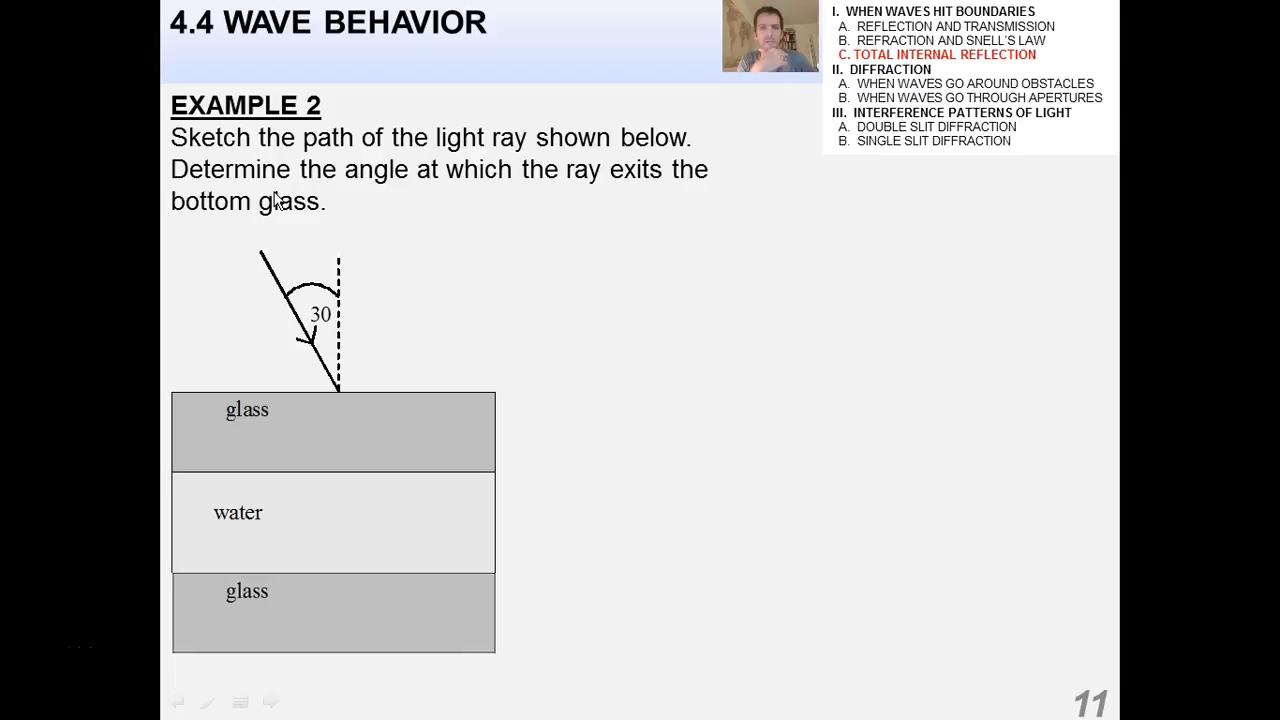 4.4 WAVE BEHAVIOR
I. WHEN WAVES HIT BOUNDARIES
A. REFLECTION AND TRANSMISSION
B. REFRACTION AND SNELL'S LAW
C. TOTAL INTERNAL REFLECTION
II. DIFFRACTION
A. WHEN WAVES GO AROUND OBSTACLES
B. WHEN WAVES GO THROUGH APERTURES
III. INTERFERENCE PATTERNS OF LIGHT
A. DOUBLE SLIT DIFFRACTION
B. SINGLE SLIT DIFFRACTION
EXAMPLE 2
Sketch the path of the light ray shown below.
Determine the angle at which the ray exits the
bottom glass.
30
glass
water
glass
11